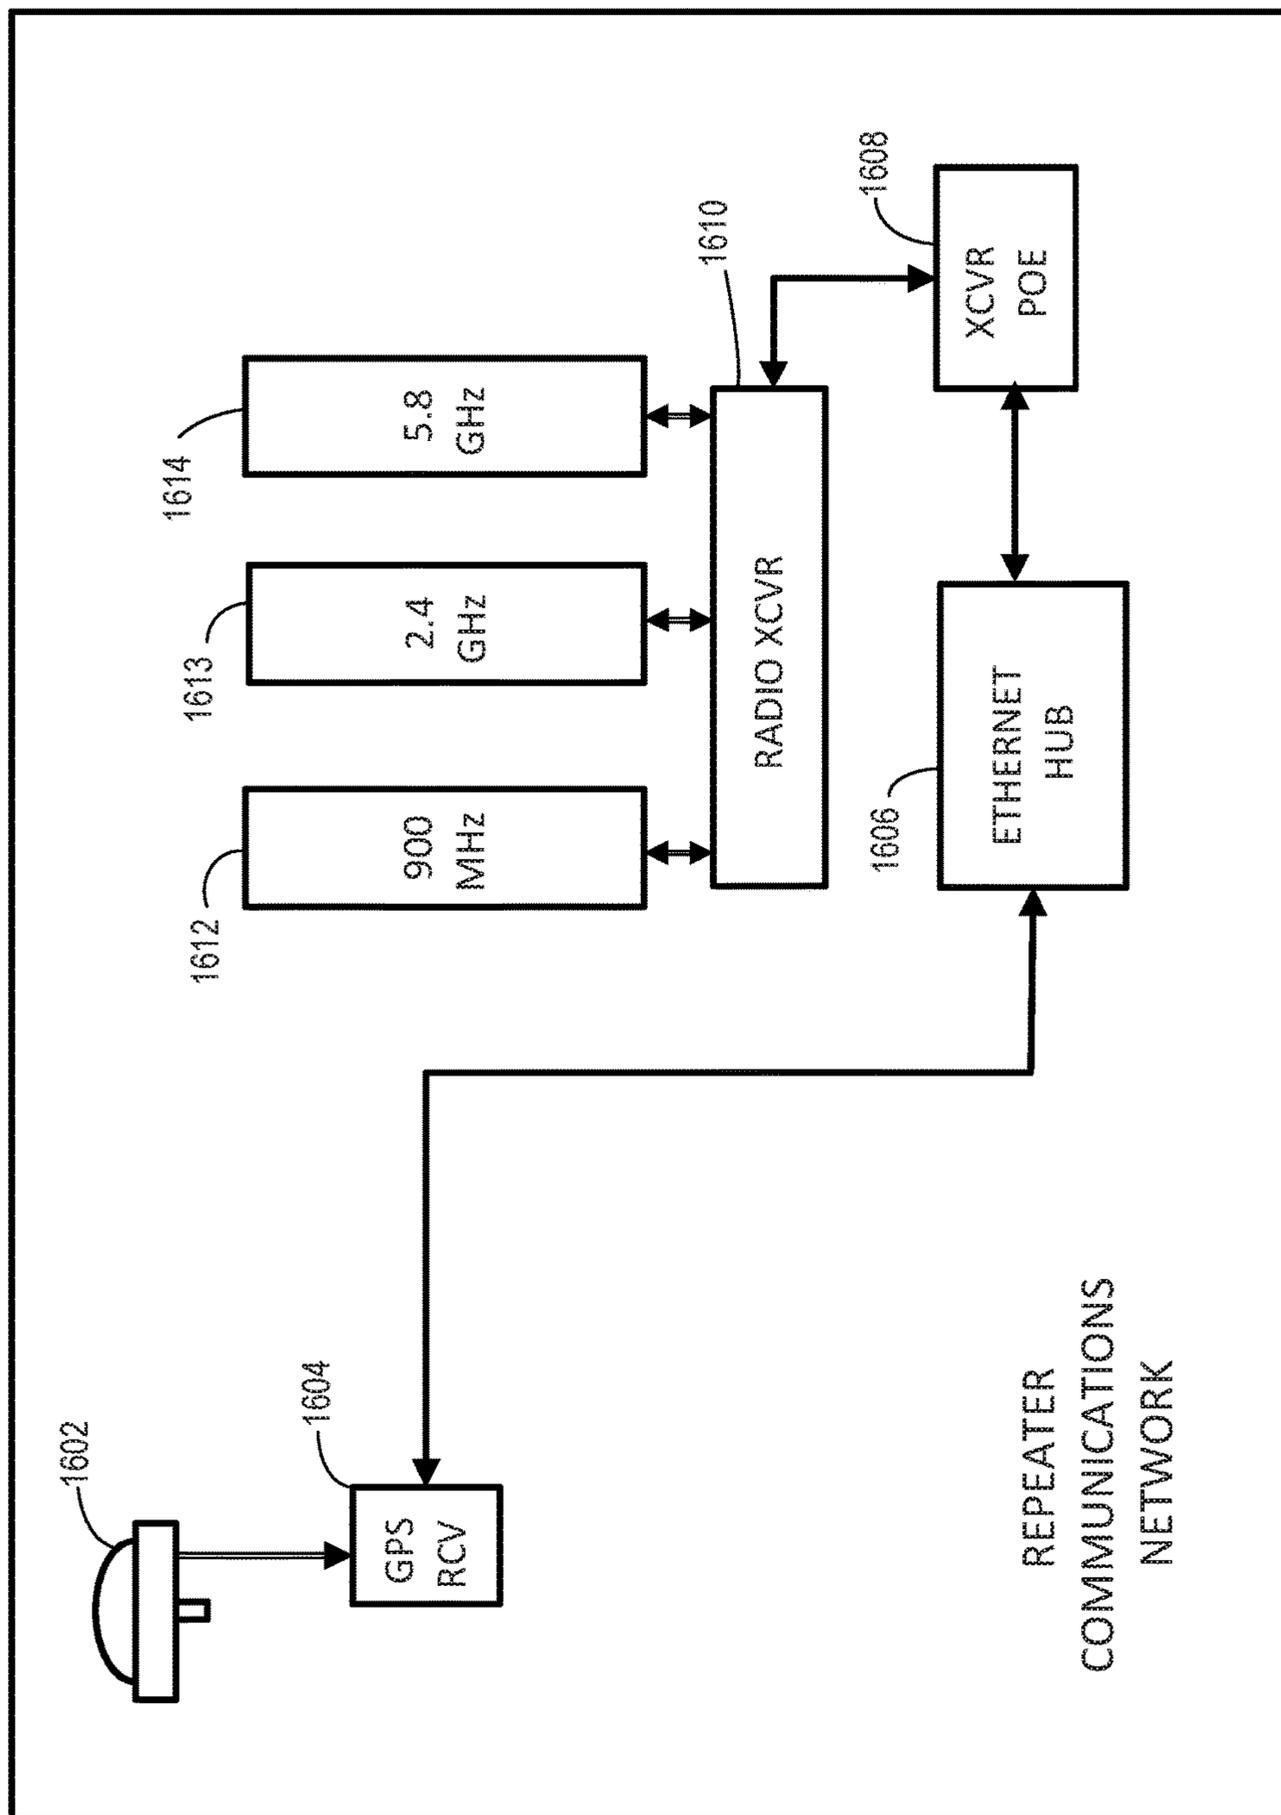 1602
1604
GPS
RCV
1612
900
MHz
1613
2.4
GHz
1614
5.8
GHz
RADIO XCVR
1610
1606
ETHERNET
HUB
1608
XCVR
POE
REPEATER
COMMUNICATIONS
NETWORK